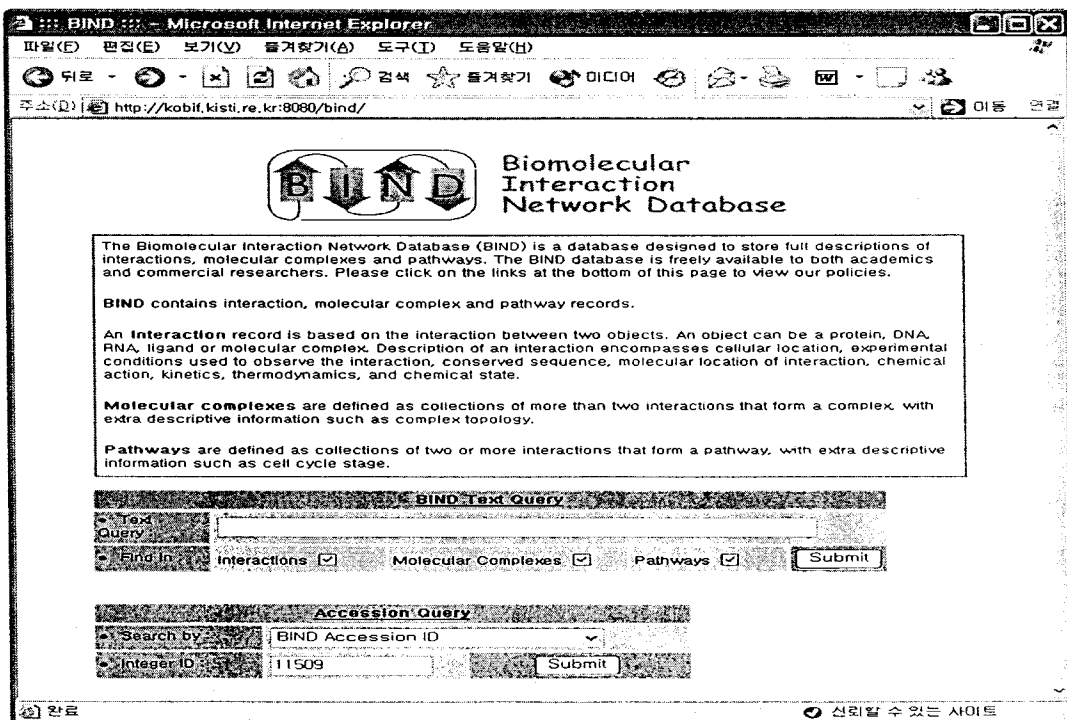 ::: BIND ::: - Microsoft Internet Explorer
파일(F) 편집(E) 보기(V) 즐겨찾기(A) 도구(T) 도움말(H)
뒤로 검색 즐겨찾기 미디어
주소(D) http://kobif.kisti.re.kr:8080/bind/ 이동 연결
BIND
Biomolecular
Interaction
Network Database
The Biomolecular Interaction Network Database (BIND) is a database designed to store full descriptions of
interactions, molecular complexes and pathways. The BIND database is freely available to both academics
and commercial researchers. Please click on the links at the bottom of this page to view our policies.
BIND contains interaction, molecular complex and pathway records.
An Interaction record is based on the interaction between two objects. An object can be a protein, DNA,
RNA, ligand or molecular complex. Description of an interaction encompasses cellular location, experimental
conditions used to observe the interaction, conserved sequence, molecular location of interaction, chemical
action, kinetics, thermodynamics, and chemical state.
Molecular complexes are defined as collections of more than two interactions that form a complex, with
extra descriptive information such as complex topology.
Pathways are defined as collections of two or more interactions that form a pathway, with extra descriptive
information such as cell cycle stage.
BIND Text Query
Text
Query
Find In Interactions Molecular Complexes Pathways Submit
Accession Query
Search by BIND Accession ID
Integer ID 11509 Submit
완료 신뢰할 수 있는 사이트